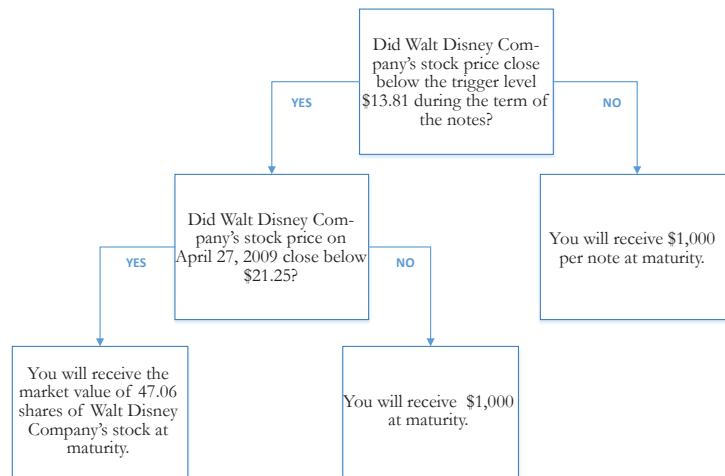 Did Walt Disney Com-
pany's stock price close
below the trigger level
$13.81 during the term of
the notes?
YES
NO
Did Walt Disney Com-
pany's stock price on
April 27, 2009 close below
$21.25?
You will receive $1,000
per note at maturity.
YES
NO
You will receive the
market value of 47.06
shares of Walt Disney
Company's stock at
maturity.
You will receive $1,000
at maturity.